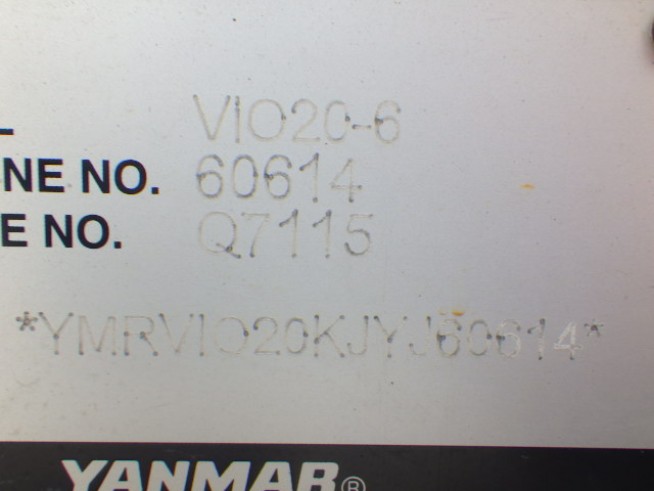 L VIO20-6
NE NO. 60614
E NO. Q7115
*YMRVIO20KJYJ60614*
YANMAR®